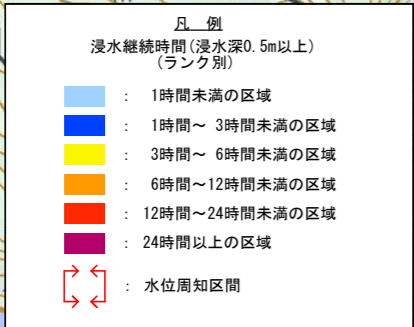 凡 例
浸水継続時間(浸水深0.5m以上)
(ランク別)
: 1時間未満の区域
: 1時間～ 3時間未満の区域
: 3時間～ 6時間未満の区域
: 6時間～12時間未満の区域
: 12時間～24時間未満の区域
: 24時間以上の区域
: 水位周知区間